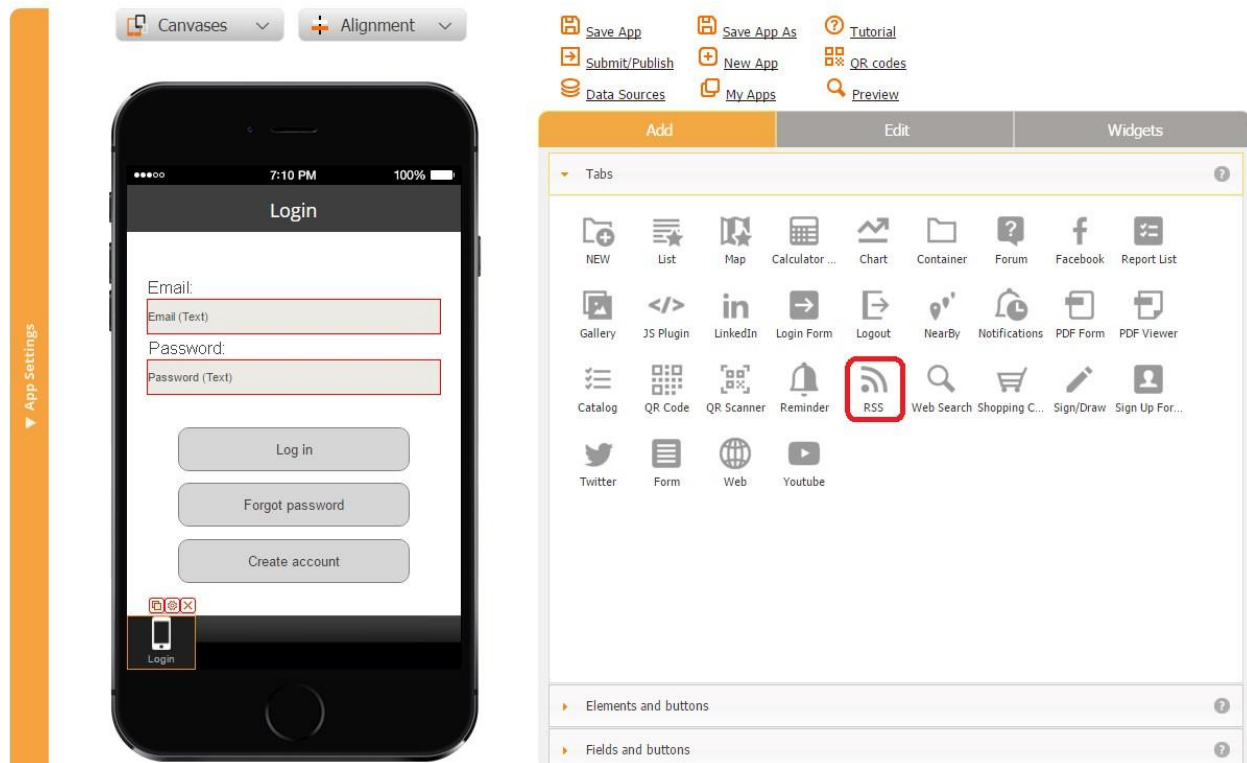 Canvases
Alignment
Save App
Save App As
Tutorial
Submit/Publish
New App
QR codes
Data Sources
My Apps
Preview
App Settings
7:10 PM
100%
Login
Email:
Email (Text)
Password:
Password (Text)
Log in
Forgot password
Create account
Login
Add
Edit
Widgets
Tabs
NEW
List
Map
Calculator ...
Chart
Container
Forum
Facebook
Report List
Gallery
JS Plugin
LinkedIn
Login Form
Logout
NearBy
Notifications
PDF Form
PDF Viewer
Catalog
QR Code
QR Scanner
Reminder
RSS
Web Search
Shopping C...
Sign/Draw
Sign Up For...
Twitter
Form
Web
Youtube
Elements and buttons
Fields and buttons